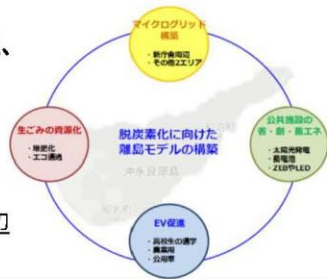 マイクログリッド
構築
・新庁舎周辺
・その他2エリア
生ごみの資源化
・堆肥化
・エコ通過
脱炭素化に向けた
離島モデルの構築
公共施設の
省・創・蓄エネ
・太陽光発電
・蓄電池
・ZEBやLED
沖永良部島
EV促進
・高校生の通学
・農業用
・公用車